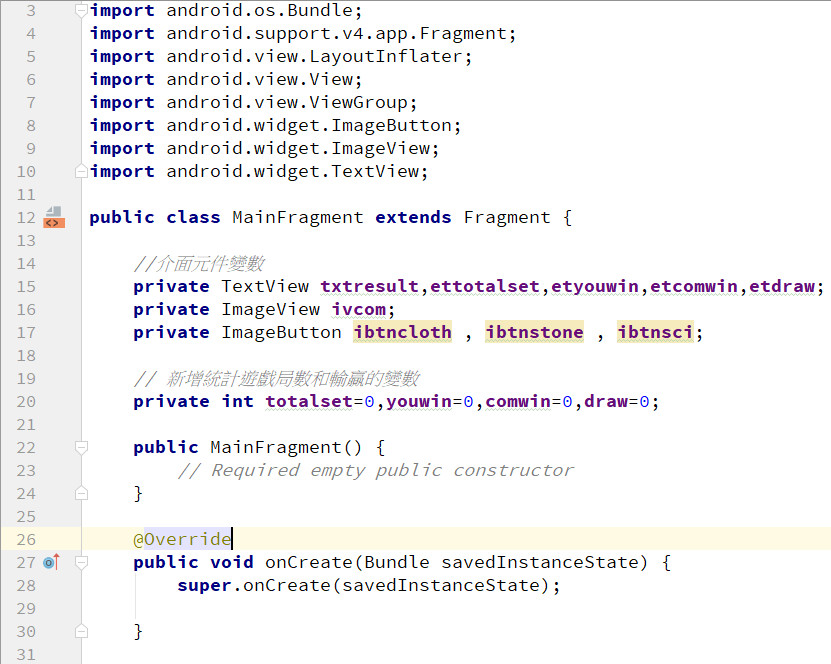 3 import android.os.Bundle;
4 import android.support.v4.app.Fragment;
5 import android.view.LayoutInflater;
6 import android.view.View;
7 import android.view.ViewGroup;
8 import android.widget.ImageButton;
9 import android.widget.ImageView;
10 import android.widget.TextView;
11
12 public class MainFragment extends Fragment {
13
14 //介面元件變數
15 private TextView txtresult,ettotalset,etyouwin,etcomwin,etdraw;
16 private ImageView ivcom;
17 private ImageButton ibtncloth , ibtnstone , ibtnsci;
18
19 // 新增統計遊戲局數和輸贏的變數
20 private int totalset=0,youwin=0,comwin=0,draw=0;
21
22 public MainFragment() {
23 // Required empty public constructor
24 }
25
26 @Override
27 public void onCreate(Bundle savedInstanceState) {
28 super.onCreate(savedInstanceState);
29
30 }
31